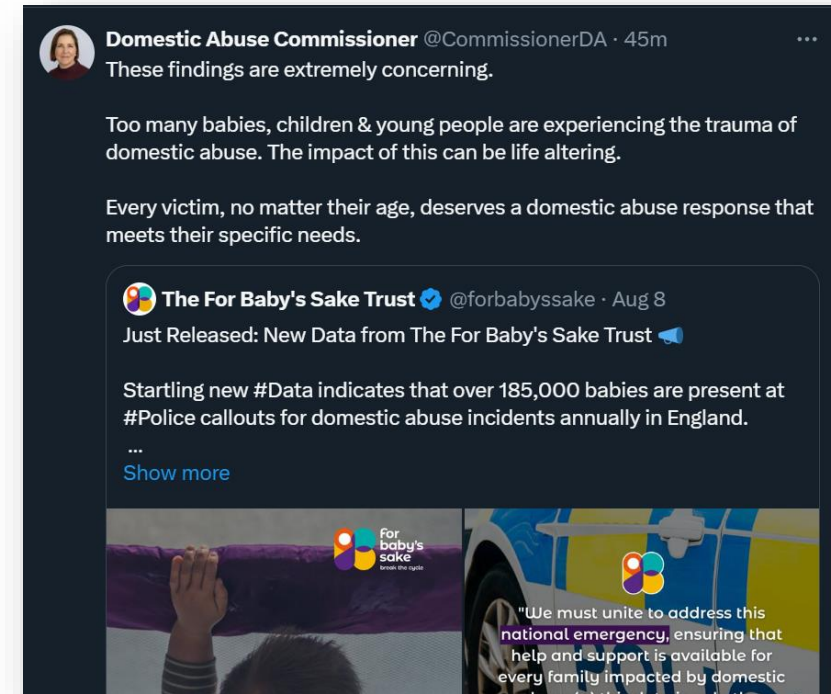 Domestic Abuse Commissioner @CommissionerDA · 45m
These findings are extremely concerning.
Too many babies, children & young people are experiencing the trauma of
domestic abuse. The impact of this can be life altering.
Every victim, no matter their age, deserves a domestic abuse response that
meets their specific needs.
The For Baby's Sake Trust @forbabyssake · Aug 8
Just Released: New Data from The For Baby's Sake Trust 📣
Startling new #Data indicates that over 185,000 babies are present at
#Police callouts for domestic abuse incidents annually in England.
...
Show more
For
baby's
sake
break the cycle
"We must unite to address this
national emergency, ensuring that
help and support is available for
every family impacted by domestic